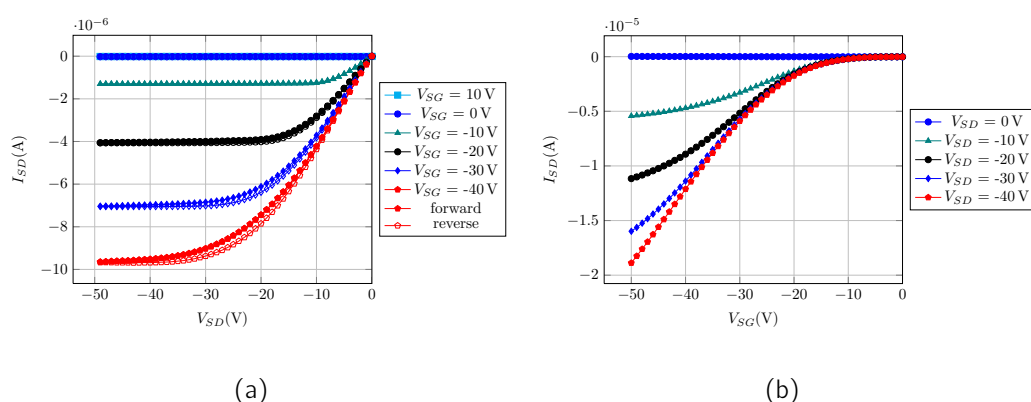 ·10⁻⁶
0
−2
−4
−6
−8
−10
I_SD(A)
−50 −40 −30 −20 −10 0
V_SD(V)
V_SG = 10 V
V_SG = 0 V
V_SG = -10 V
V_SG = -20 V
V_SG = -30 V
V_SG = -40 V
forward
reverse
(a)
·10⁻⁵
0
−0.5
−1
−1.5
−2
I_SD(A)
−50 −40 −30 −20 −10 0
V_SG(V)
V_SD = 0 V
V_SD = -10 V
V_SD = -20 V
V_SD = -30 V
V_SD = -40 V
(b)